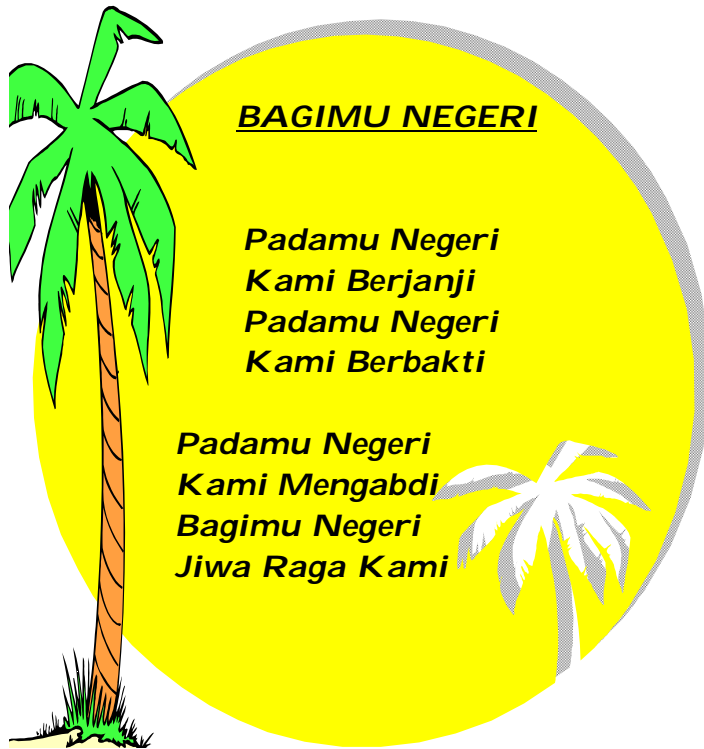 BAGIMU NEGERI
Padamu Negeri
Kami Berjanji
Padamu Negeri
Kami Berbakti
Padamu Negeri
Kami Mengabdi
Bagimu Negeri
Jiwa Raga Kami